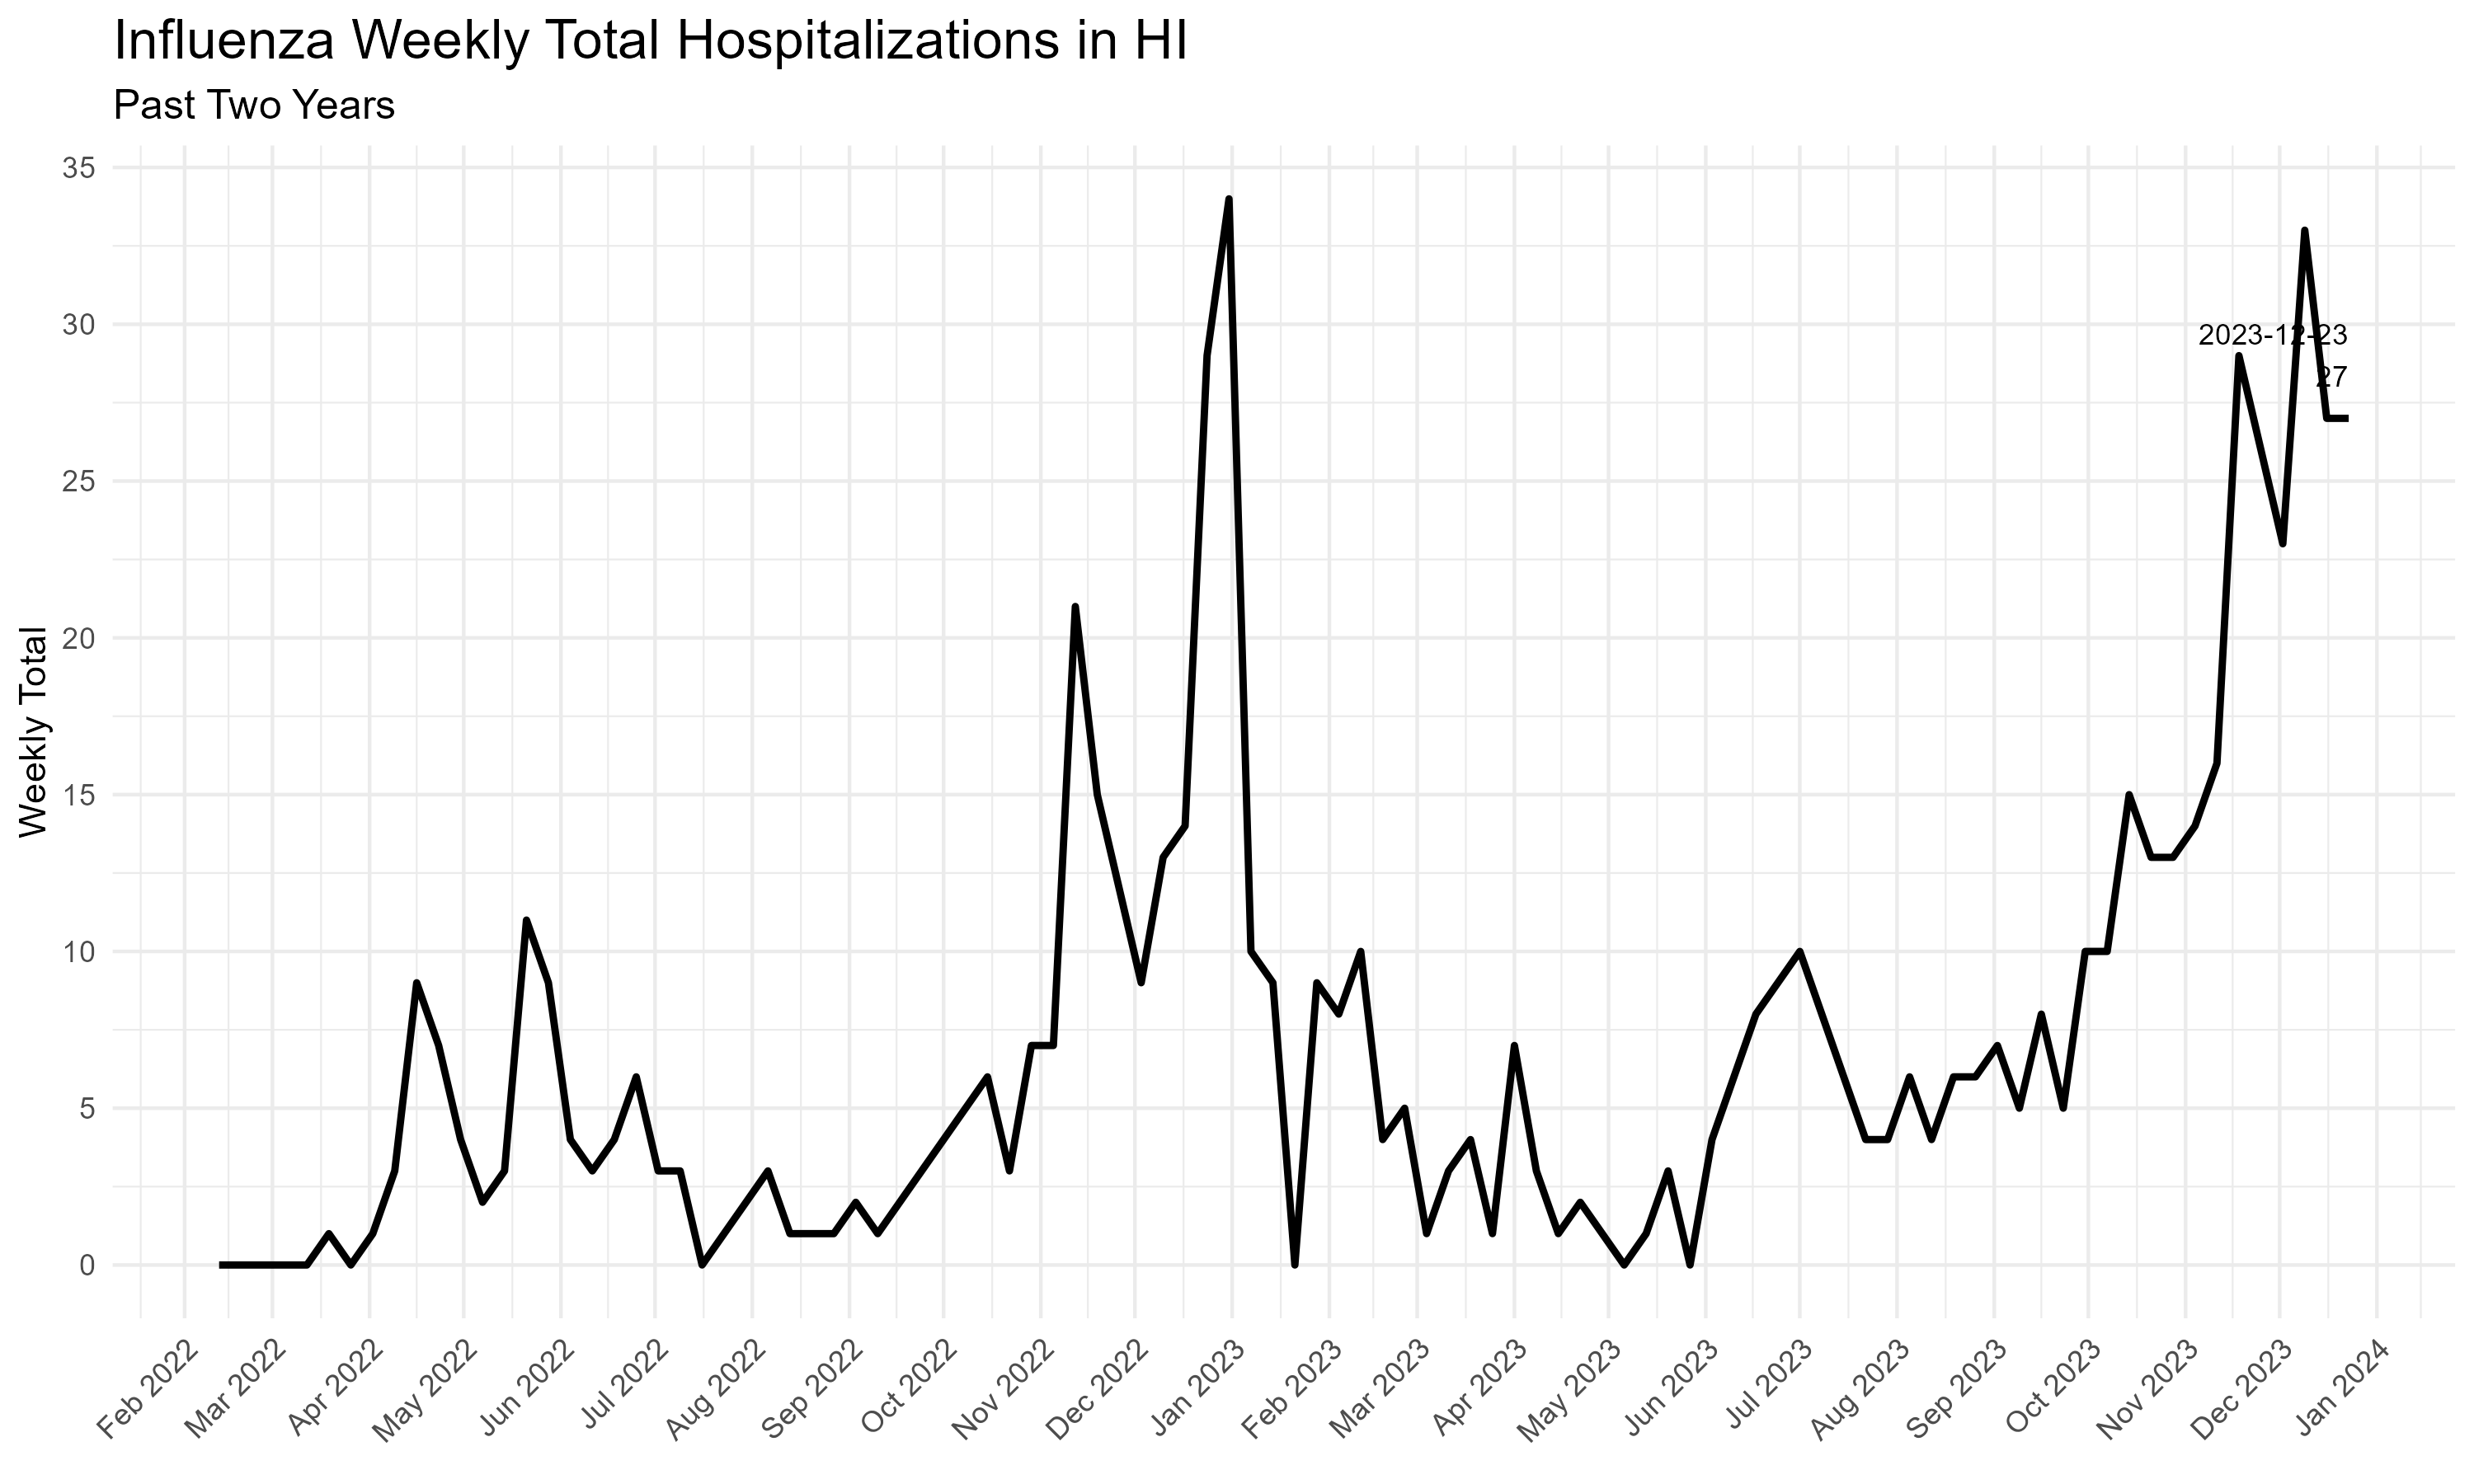 Influenza Weekly Total Hospitalizations in HI
Past Two Years
Weekly Total
35
30
25
20
15
10
5
0
2023-12-23
27
Feb 2022
Mar 2022
Apr 2022
May 2022
Jun 2022
Jul 2022
Aug 2022
Sep 2022
Oct 2022
Nov 2022
Dec 2022
Jan 2023
Feb 2023
Mar 2023
Apr 2023
May 2023
Jun 2023
Jul 2023
Aug 2023
Sep 2023
Oct 2023
Nov 2023
Dec 2023
Jan 2024